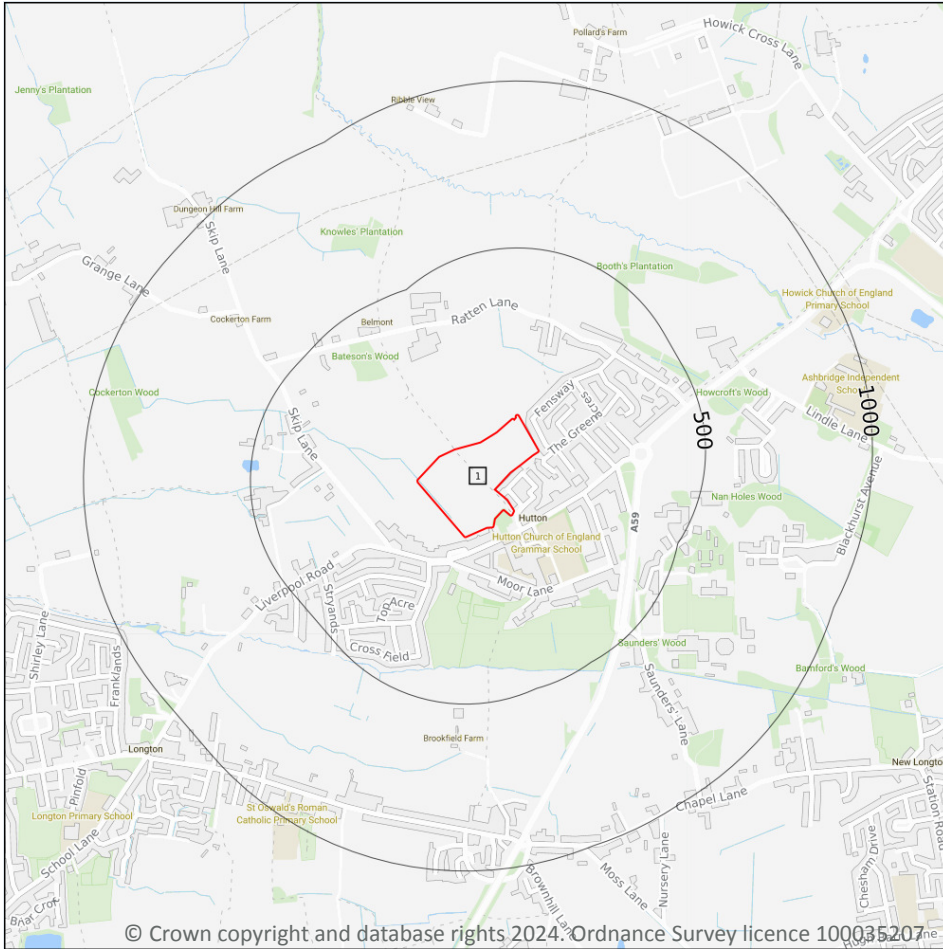 Pollard's Farm
Howick Cross Lane
Jenny's Plantation
Ribble View
Dungeon Hill Farm
Skip Lane
Knowles' Plantation
Grange Lane
Booth's Plantation
Howick Church of England
Primary School
Ratten Lane
Cockerton Farm
Belmont
Bateson's Wood
Ashbridge Independent
School
Cockerton Wood
Fensway
Howcroft's Wood
1000
Skip Lane
The Green
acres
500
Lindle Lane
1
Nan Holes Wood
Blackhurst Avenue
Hutton
A59
Hutton Church of England
Grammar School
Liverpool Road
Moor Lane
Stryands
Top Acre
Shirley Lane
Franklands
Cross Field
Saunders' Wood
Bamford's Wood
Saunders' Lane
Brookfield Farm
Longton
New Longto
Pinfold
Station Road
Chapel Lane
St Oswald's Roman
Catholic Primary School
Longton Primary School
School Lane
Chesham Drive
Nursery Lane
Moss Lane
Brownhill Lane
Briar Croft
© Crown copyright and database rights 2024. Ordnance Survey licence 100035207.